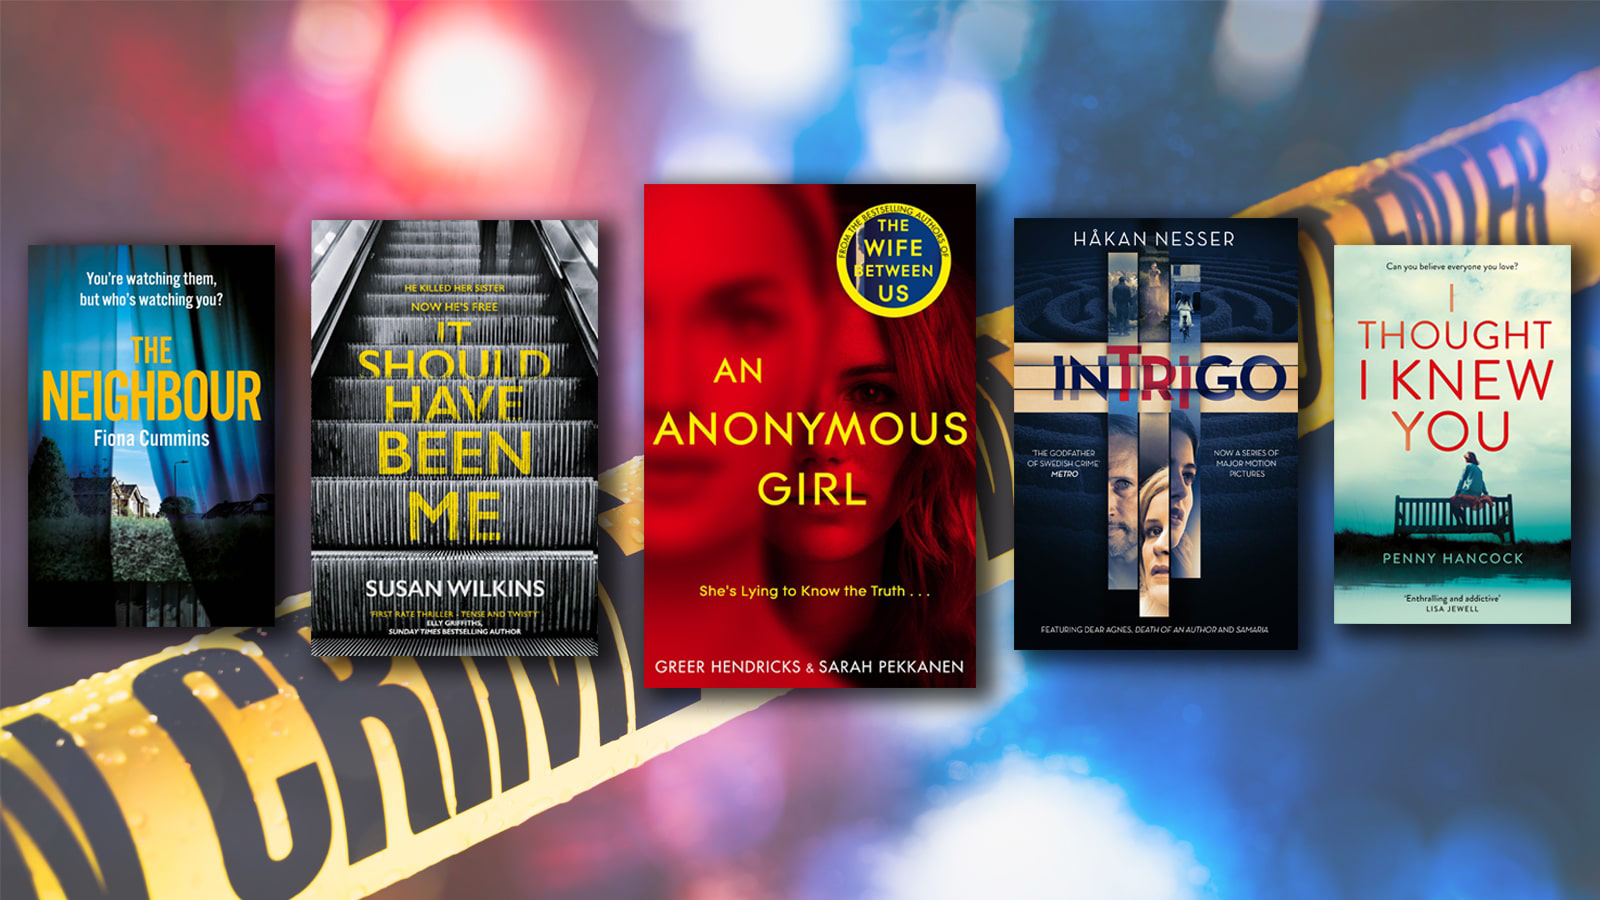 You're watching them,
but who's watching you?
THE
NEIGHBOUR
Fiona Cummins
HE KILLED HER SISTER
NOW HE'S FREE
IT
SHOULD
HAVE
BEEN
ME
SUSAN WILKINS
'FIRST RATE THRILLER - TENSE AND TWISTY'
ELLY GRIFFITHS,
SUNDAY TIMES BESTSELLING AUTHOR
FROM THE BESTSELLING AUTHORS OF
THE
WIFE
BETWEEN
US
AN
ANONYMOUS
GIRL
She's Lying to Know the Truth . . .
GREER HENDRICKS & SARAH PEKKANEN
HÅKAN NESSER
INTRIGO
'THE GODFATHER
OF SWEDISH CRIME'
METRO
NOW A SERIES OF
MAJOR MOTION
PICTURES
FEATURING DEAR AGNES, DEATH OF AN AUTHOR AND SAMARIA
Can you believe everyone you love?
I
THOUGHT
I KNEW
YOU
PENNY HANCOCK
'Enthralling and addictive'
LISA JEWELL
N CRIME